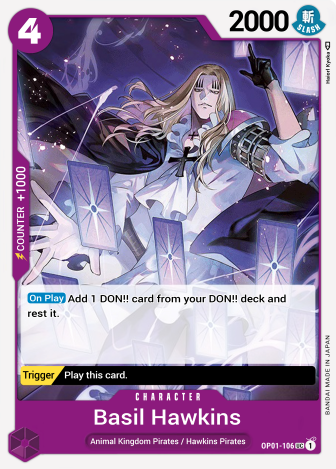 4
2000
斬
SLASH
COUNTER +1000
On Play Add 1 DON!! card from your DON!! deck and
rest it.
Trigger Play this card.
CHARACTER
Basil Hawkins
Animal Kingdom Pirates / Hawkins Pirates
OP01-106 UC 1
BANDAI MADE IN JAPAN